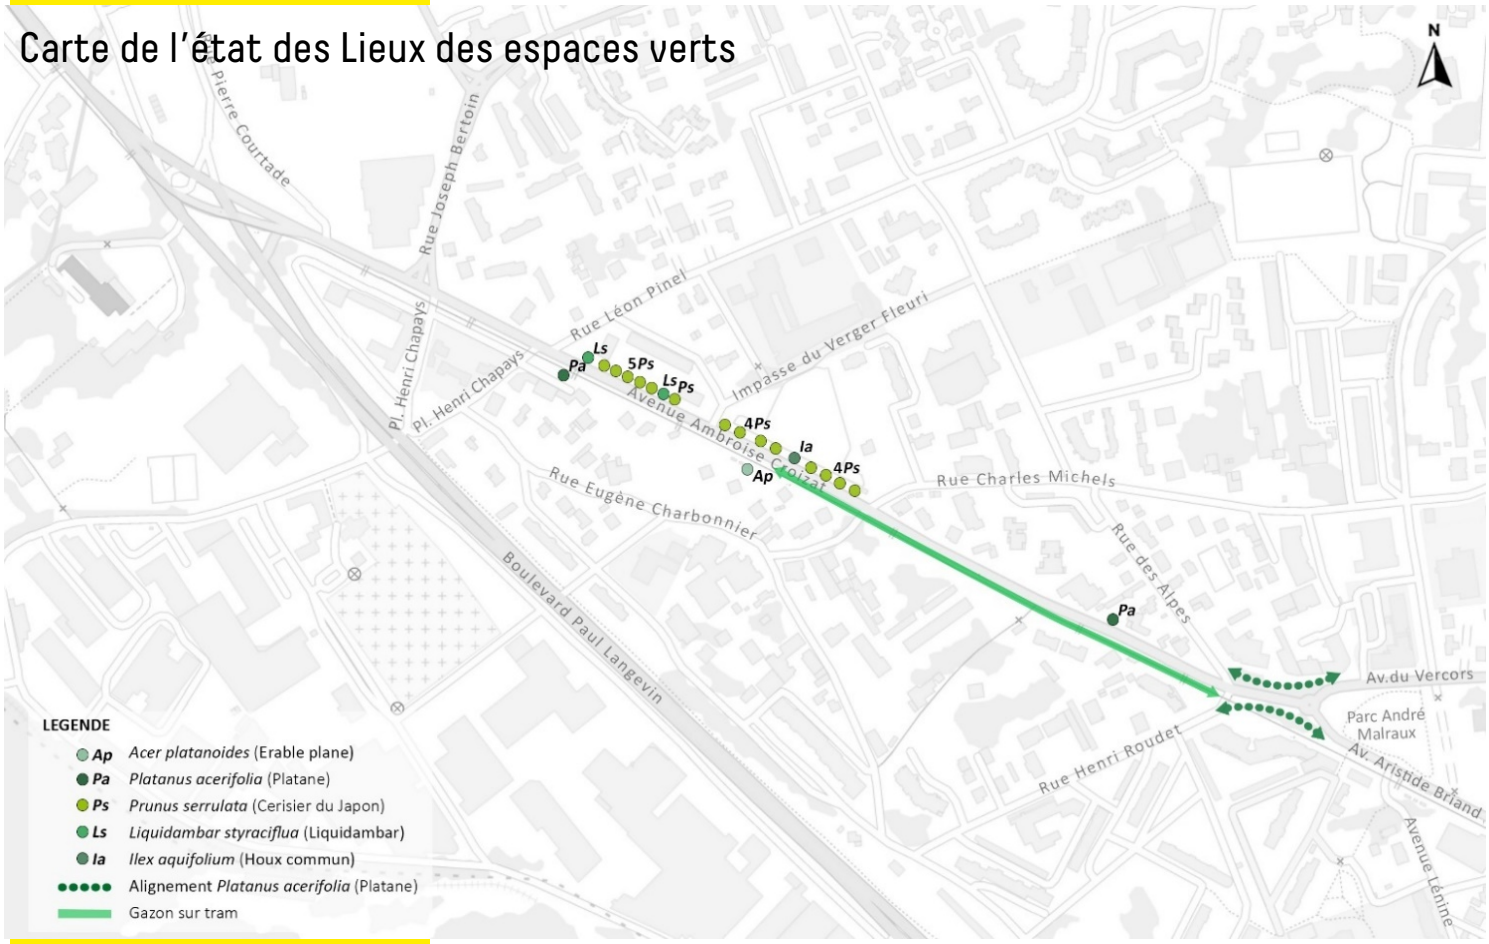 Carte de l'état des Lieux des espaces verts
N
Rue Pierre Courtade
Rue Joseph Bertoin
Pl. Henri Chapays
Pl. Henri Chapays
Rue Léon Pinel
Impasse du Verger Fleuri
Ls
Pa
5Ps
Ls
Ps
Avenue Ambroise Croizat
4Ps
Ia
4Ps
Ap
Rue Charles Michels
Rue Eugène Charbonnier
Boulevard Paul Langevin
Rue des Alpes
Pa
Av.du Vercors
Parc André
Malraux
Rue Henri Roudet
Av. Aristide Briand
Avenue Lénine
LEGENDE
Ap Acer platanoides (Erable plane)
Pa Platanus acerifolia (Platane)
Ps Prunus serrulata (Cerisier du Japon)
Ls Liquidambar styraciflua (Liquidambar)
Ia Ilex aquifolium (Houx commun)
Alignement Platanus acerifolia (Platane)
Gazon sur tram